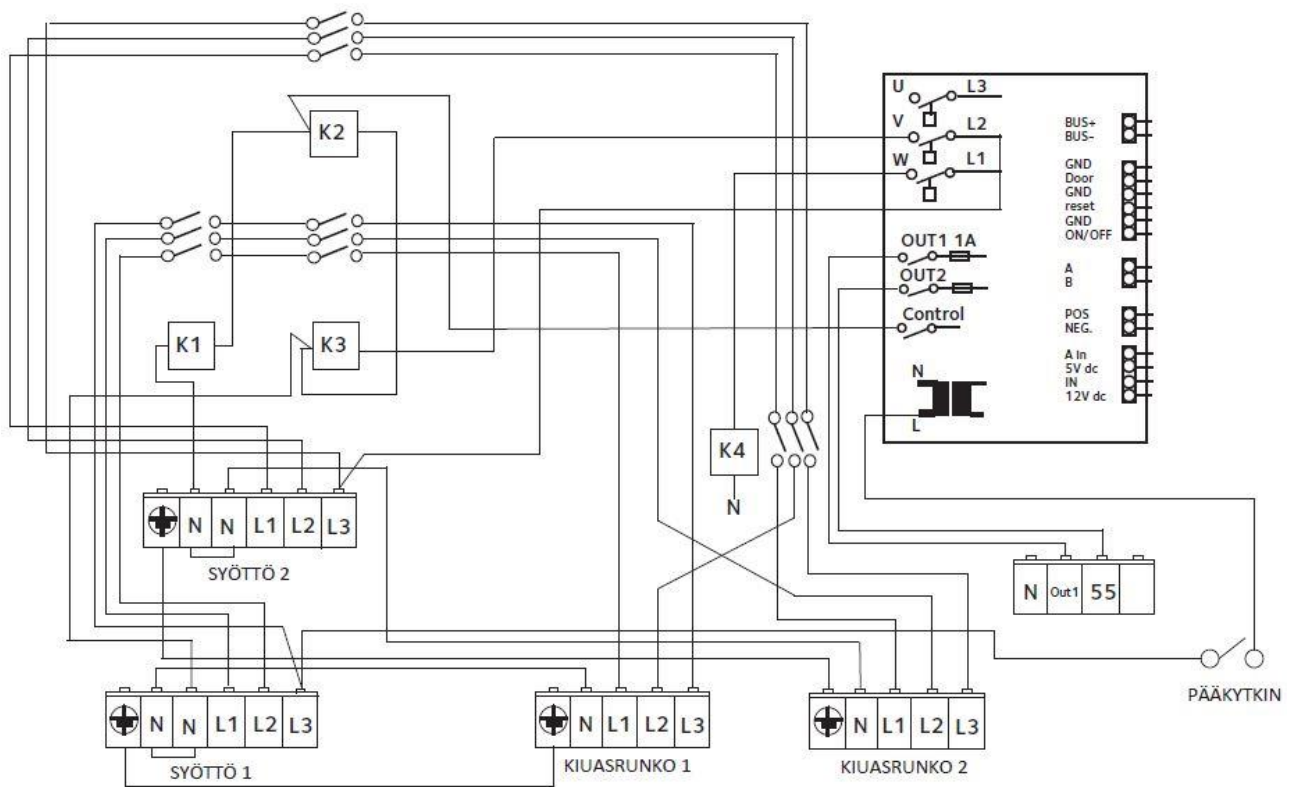 U L3
V L2
W L1
OUT1 1A
OUT2
Control
N
L
BUS+
BUS-
GND
Door
GND
reset
GND
ON/OFF
A
B
POS
NEG.
A In
5V dc
IN
12V dc
K2
K1
K3
K4
N
N N L1 L2 L3
SYÖTTÖ 2
N Out1 55
PÄÄKYTKIN
N N L1 L2 L3
SYÖTTÖ 1
N L1 L2 L3
KIUASRUNKO 1
N L1 L2 L3
KIUASRUNKO 2